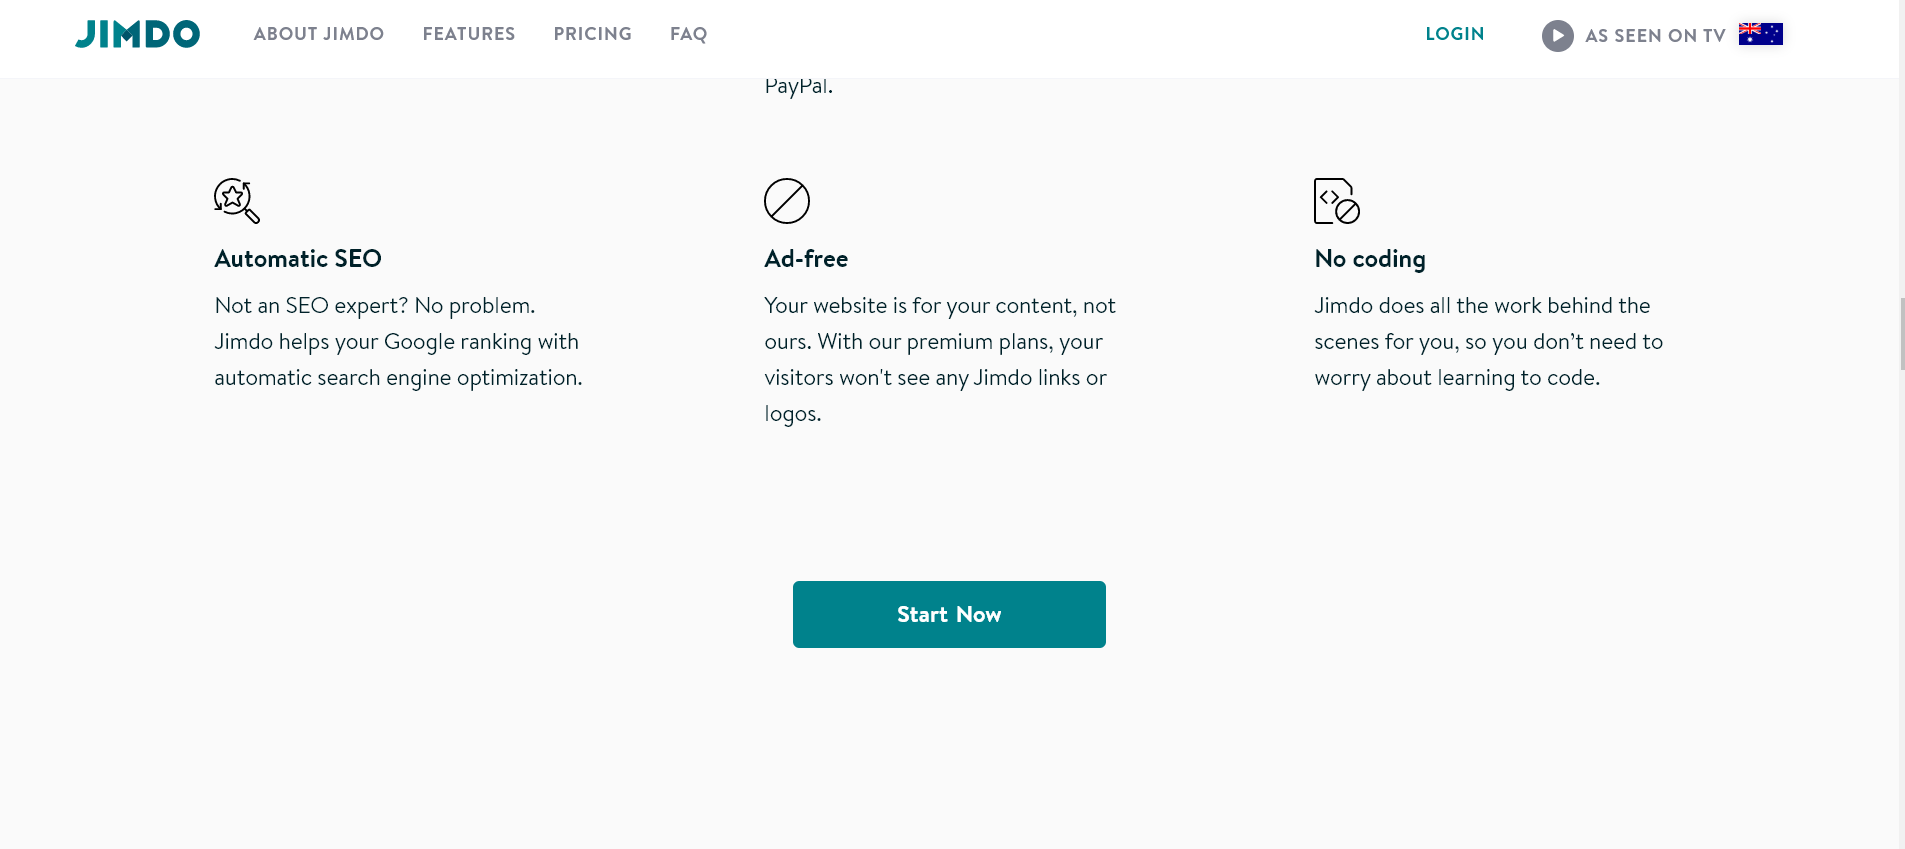 JIMDO ABOUT JIMDO FEATURES PRICING FAQ LOGIN AS SEEN ON TV
PayPal.
Automatic SEO
Not an SEO expert? No problem.
Jimdo helps your Google ranking with
automatic search engine optimization.
Ad-free
Your website is for your content, not
ours. With our premium plans, your
visitors won't see any Jimdo links or
logos.
No coding
Jimdo does all the work behind the
scenes for you, so you don’t need to
worry about learning to code.
Start Now